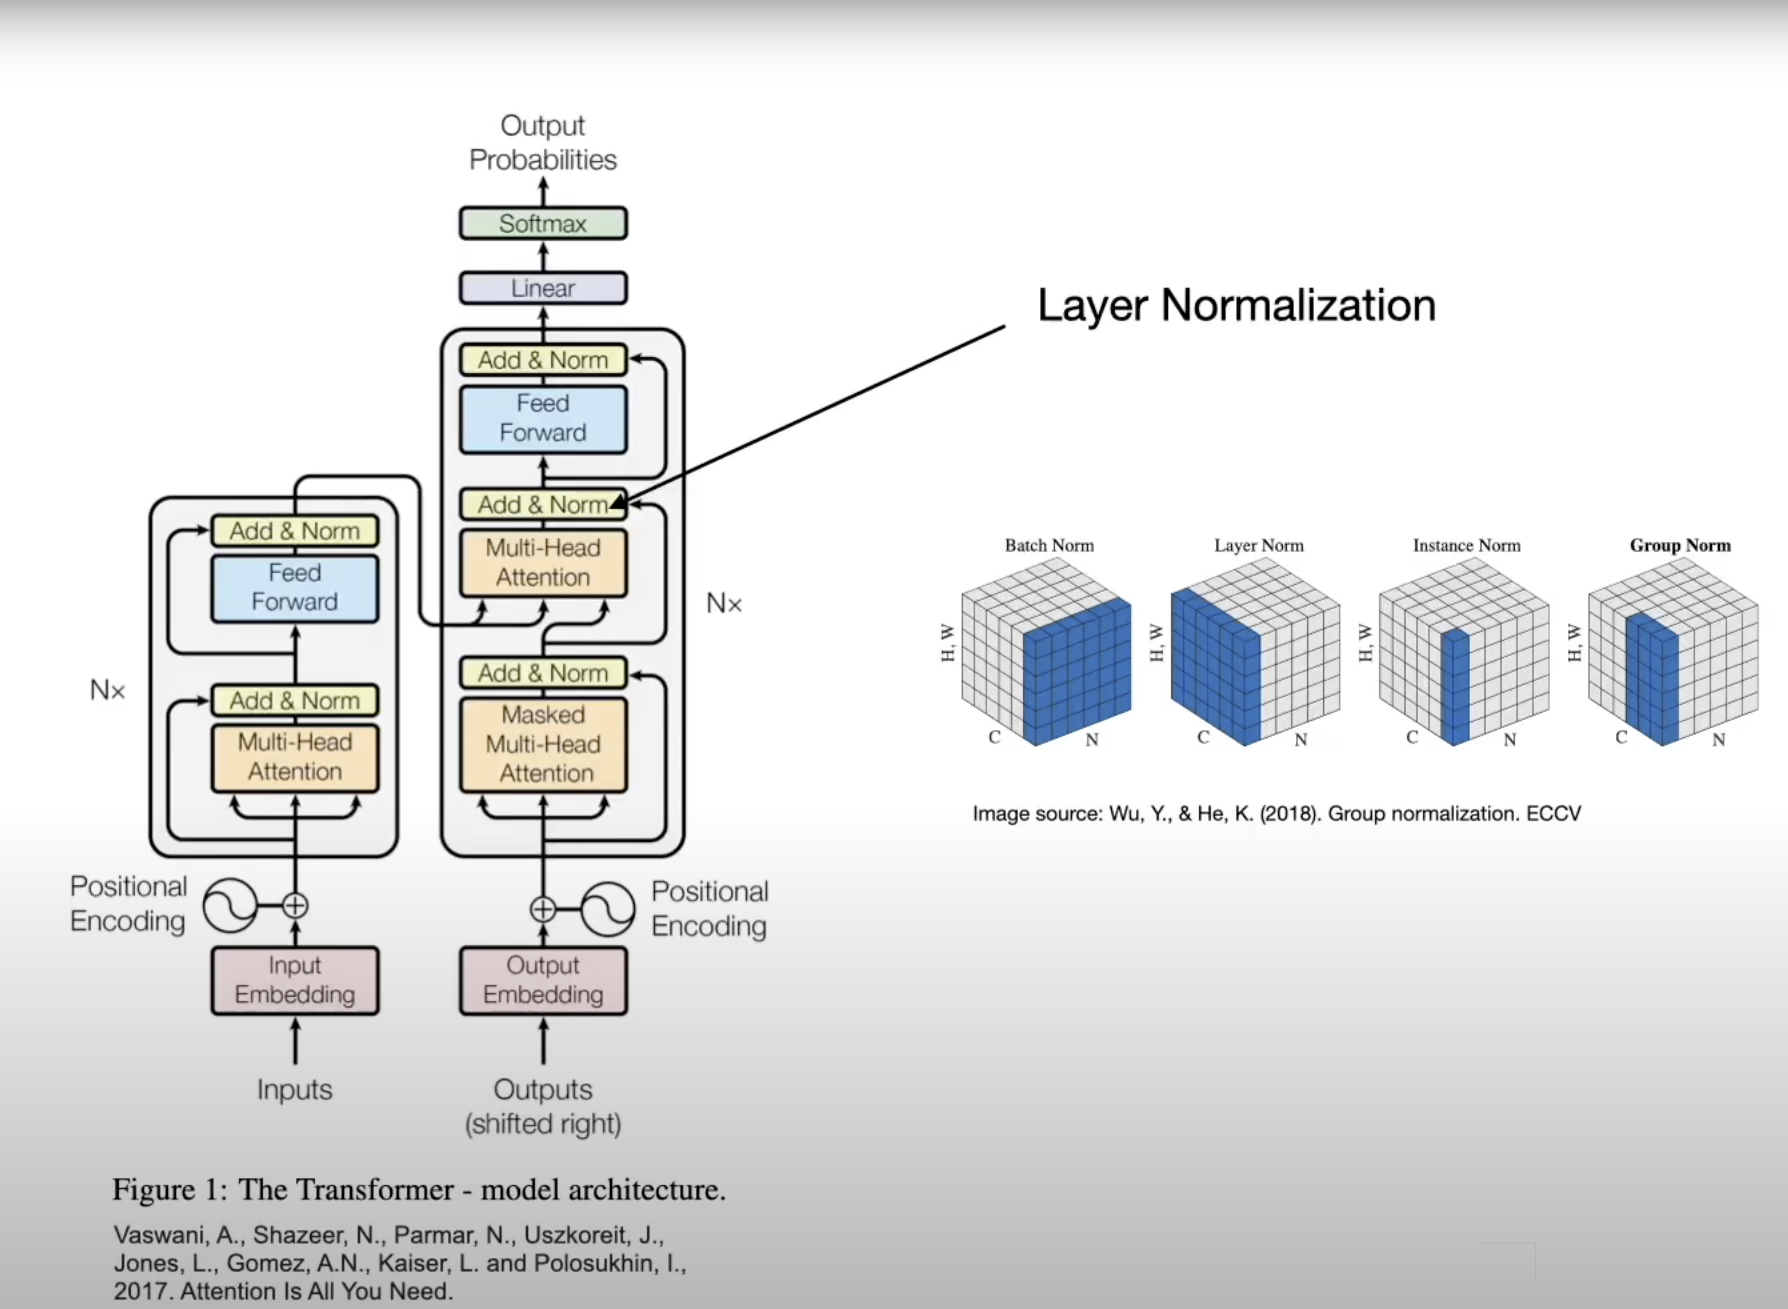 Output
Probabilities
Softmax
Linear
Add & Norm
Feed
Forward
Add & Norm
Multi-Head
Attention
Nx
Add & Norm
Masked
Multi-Head
Attention
Add & Norm
Feed
Forward
Nx
Add & Norm
Multi-Head
Attention
Positional
Encoding
Positional
Encoding
Input
Embedding
Output
Embedding
Inputs
Outputs
(shifted right)
Figure 1: The Transformer - model architecture.
Vaswani, A., Shazeer, N., Parmar, N., Uszkoreit, J.,
Jones, L., Gomez, A.N., Kaiser, L. and Polosukhin, I.,
2017. Attention Is All You Need.
Layer Normalization
Batch Norm
H, W
C
N
Layer Norm
H, W
C
N
Instance Norm
H, W
C
N
Group Norm
H, W
C
N
Image source: Wu, Y., & He, K. (2018). Group normalization. ECCV